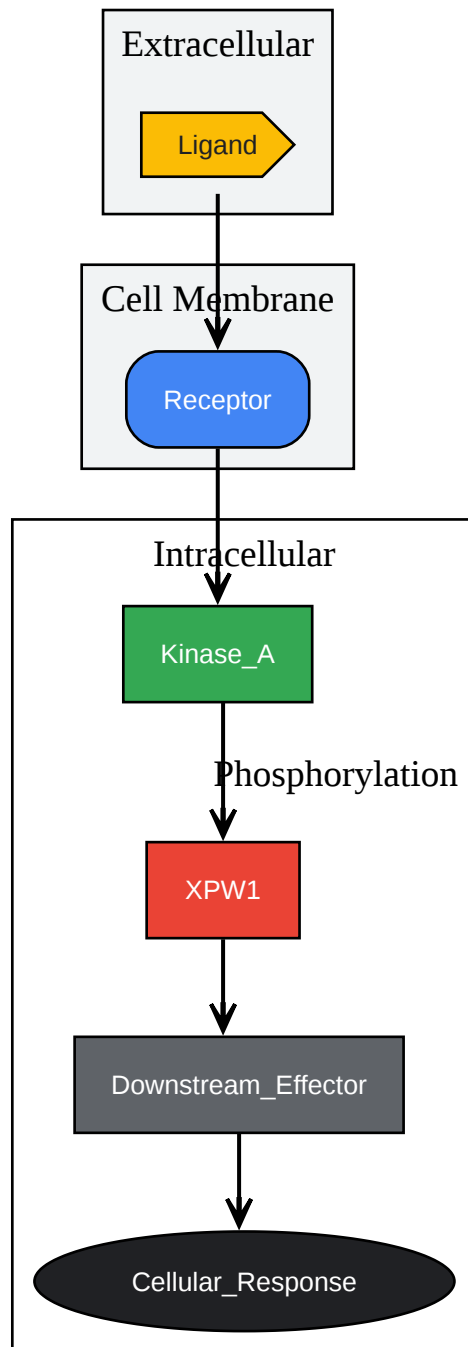 Extracellular
Ligand
Cell Membrane
Receptor
Intracellular
Kinase_A
Phosphorylation
XPW1
Downstream_Effector
Cellular_Response